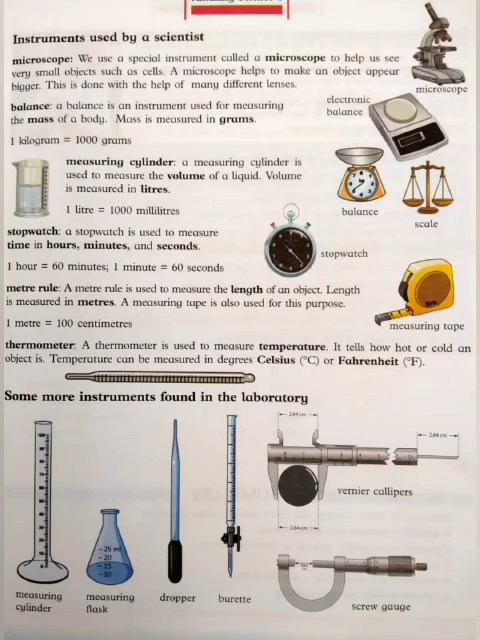 Instruments used by a scientist
microscope: We use a special instrument called a microscope to help us see
very small objects such as cells. A microscope helps to make an object appear
bigger. This is done with the help of many different lenses.
microscope
balance: a balance is an instrument used for measuring
the mass of a body. Mass is measured in grams.
electronic
balance
1 kilogram = 1000 grams
measuring cylinder: a measuring cylinder is
used to measure the volume of a liquid. Volume
is measured in litres.
1 litre = 1000 millilitres
balance
scale
stopwatch: a stopwatch is used to measure
time in hours, minutes, and seconds.
stopwatch
1 hour = 60 minutes; 1 minute = 60 seconds
metre rule: A metre rule is used to measure the length of an object. Length
is measured in metres. A measuring tape is also used for this purpose.
5m
1 metre = 100 centimetres
measuring tape
thermometer: A thermometer is used to measure temperature. It tells how hot or cold an
object is. Temperature can be measured in degrees Celsius (°C) or Fahrenheit (°F).
Some more instruments found in the laboratory
2.64 cm
2.64 cm
vernier callipers
2.64 cm
25 ml
20
15
10
measuring
cylinder
measuring
flask
dropper
burette
screw gauge